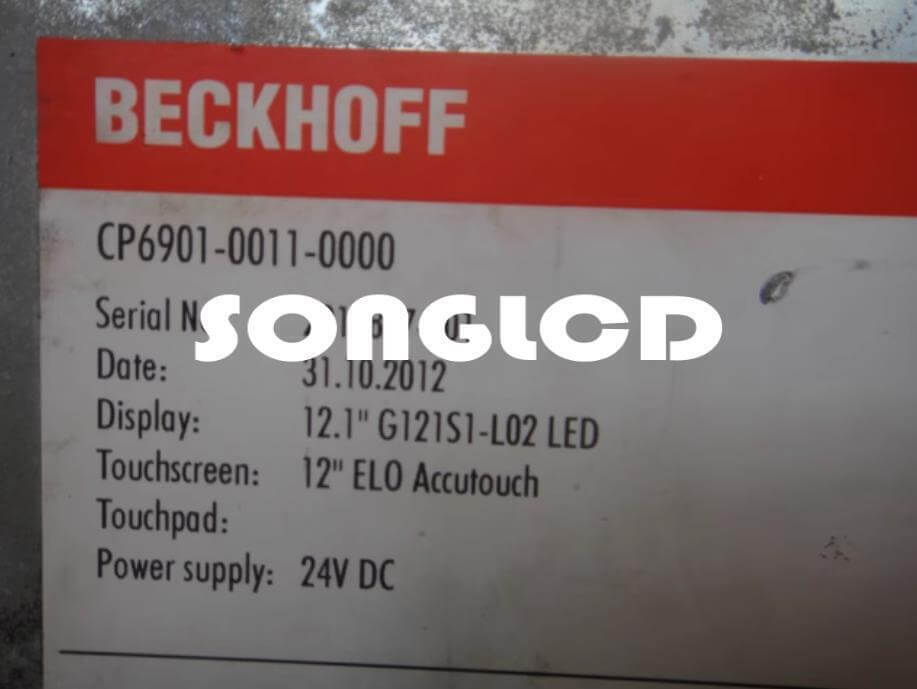 BECKHOFF
CP6901-0011-0000
Serial
SONGLCD
Date: 31.10.2012
Display: 12.1" G121S1-L02 LED
Touchscreen: 12" ELO Accutouch
Touchpad:
Power supply: 24V DC